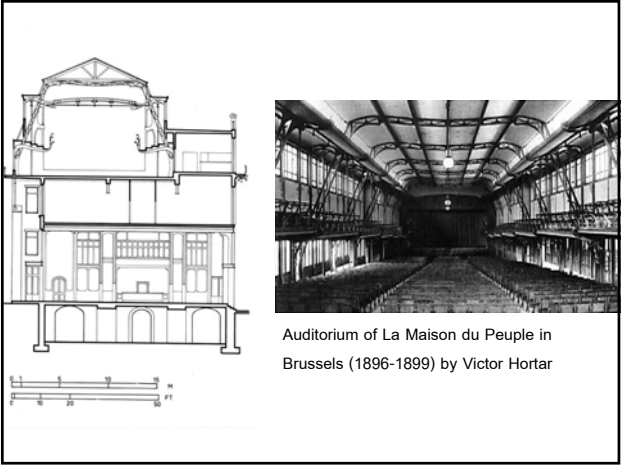 Auditorium of La Maison du Peuple in
Brussels (1896-1899) by Victor Hortar
0 1 5 10 15 M
0 10 20 50 FT